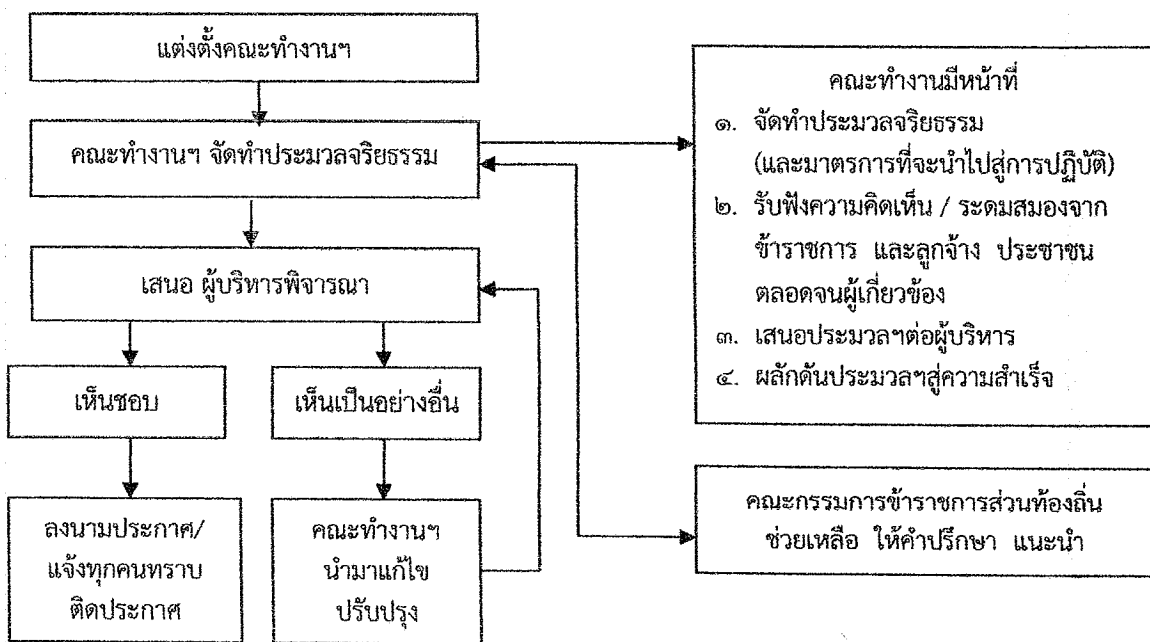 แต่งตั้งคณะทำงานฯ
คณะทำงานฯ จัดทำประมวลจริยธรรม
เสนอ ผู้บริหารพิจารณา
เห็นชอบ
เห็นเป็นอย่างอื่น
ลงนามประกาศ/
แจ้งทุกคนทราบ
ติดประกาศ
คณะทำงานฯ
นำมาแก้ไข
ปรับปรุง
คณะทำงานมีหน้าที่
๑. จัดทำประมวลจริยธรรม
(และมาตรการที่จะนำไปสู่การปฏิบัติ)
๒. รับฟังความคิดเห็น / ระดมสมองจาก
ข้าราชการ และลูกจ้าง ประชาชน
ตลอดจนผู้เกี่ยวข้อง
๓. เสนอประมวลฯต่อผู้บริหาร
๔. ผลักดันประมวลฯสู่ความสำเร็จ
คณะกรรมการข้าราชการส่วนท้องถิ่น
ช่วยเหลือ ให้คำปรึกษา แนะนำ